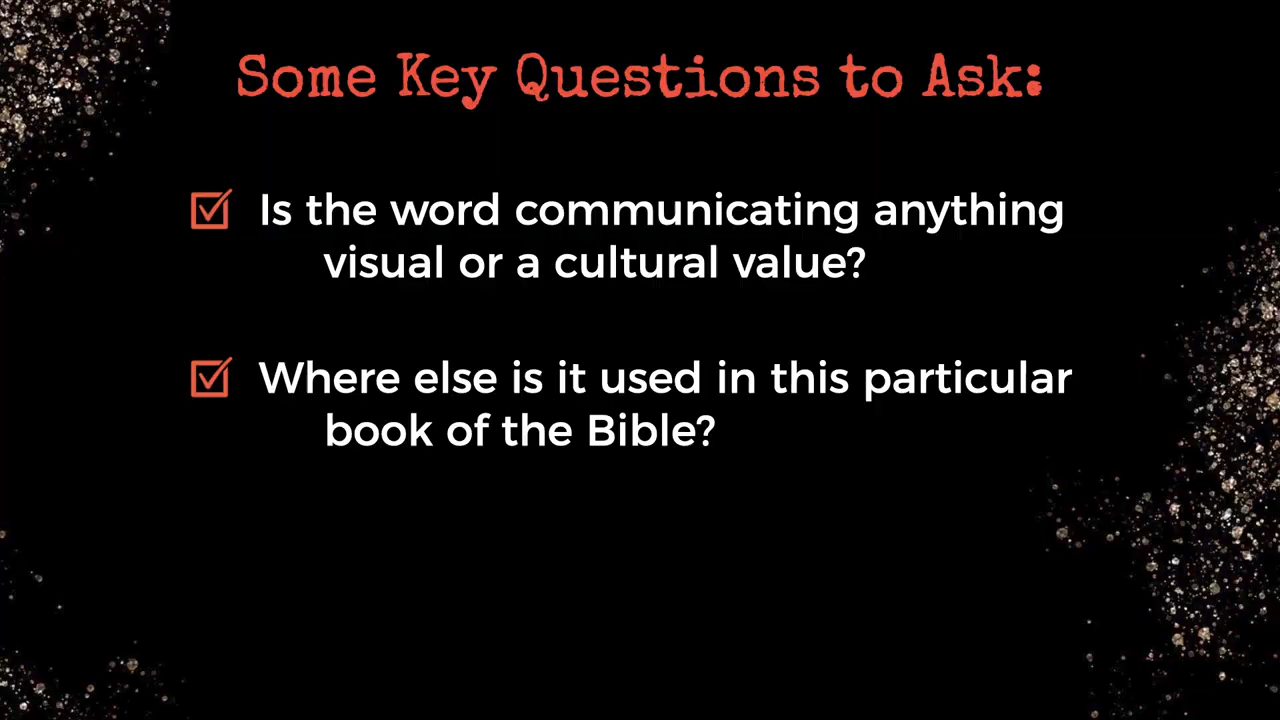 Some Key Questions to Ask:
Is the word communicating anything
visual or a cultural value?
Where else is it used in this particular
book of the Bible?